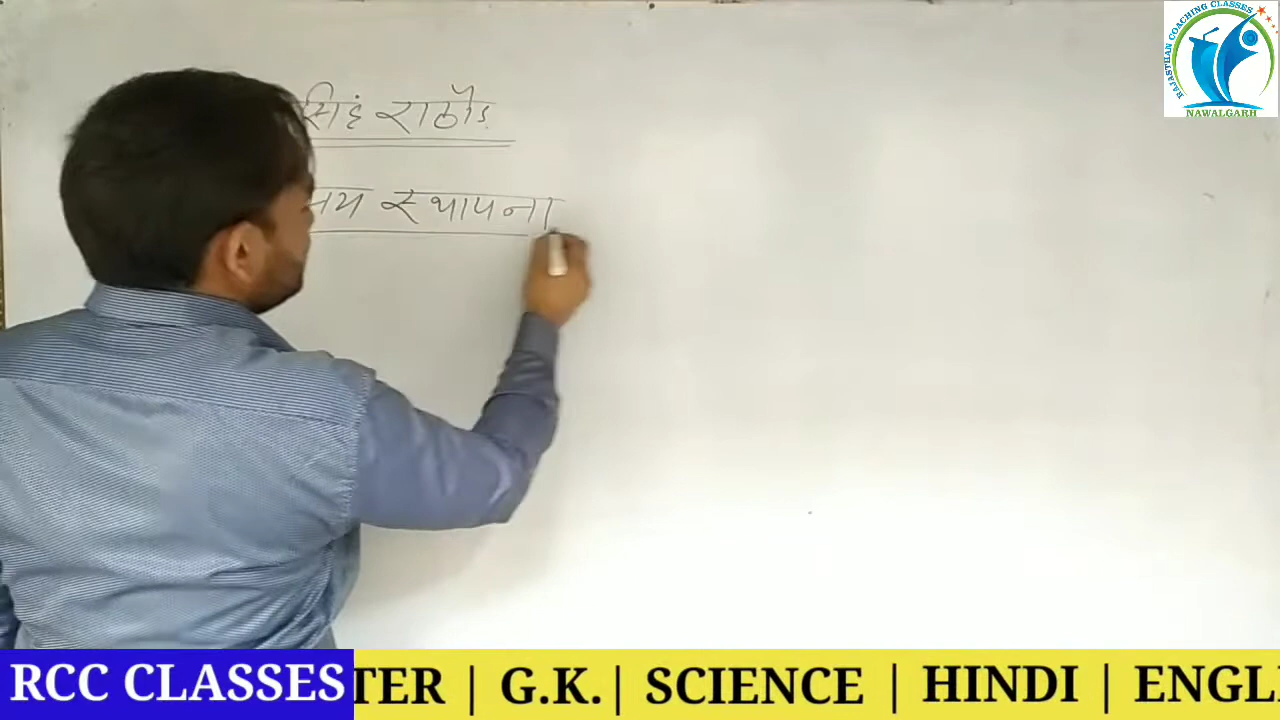 RAJASTHAN COACHING CLASSES
NAWALGARH
सिहं राठौड
स्थापना
RCC CLASSES
TER | G.K. | SCIENCE | HINDI | ENGL